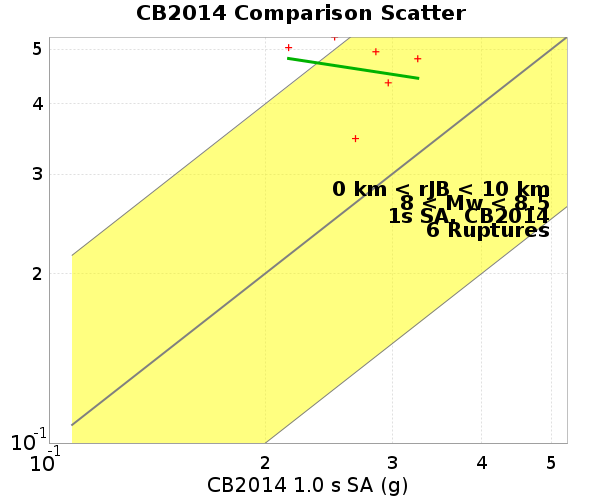 CB2014 Comparison Scatter
5
4
3
2
10-1
0 km < rJB < 10 km
8 < Mw < 8.5
1s SA, CB2014
6 Ruptures
10-1
2
3
4
5
CB2014 1.0 s SA (g)